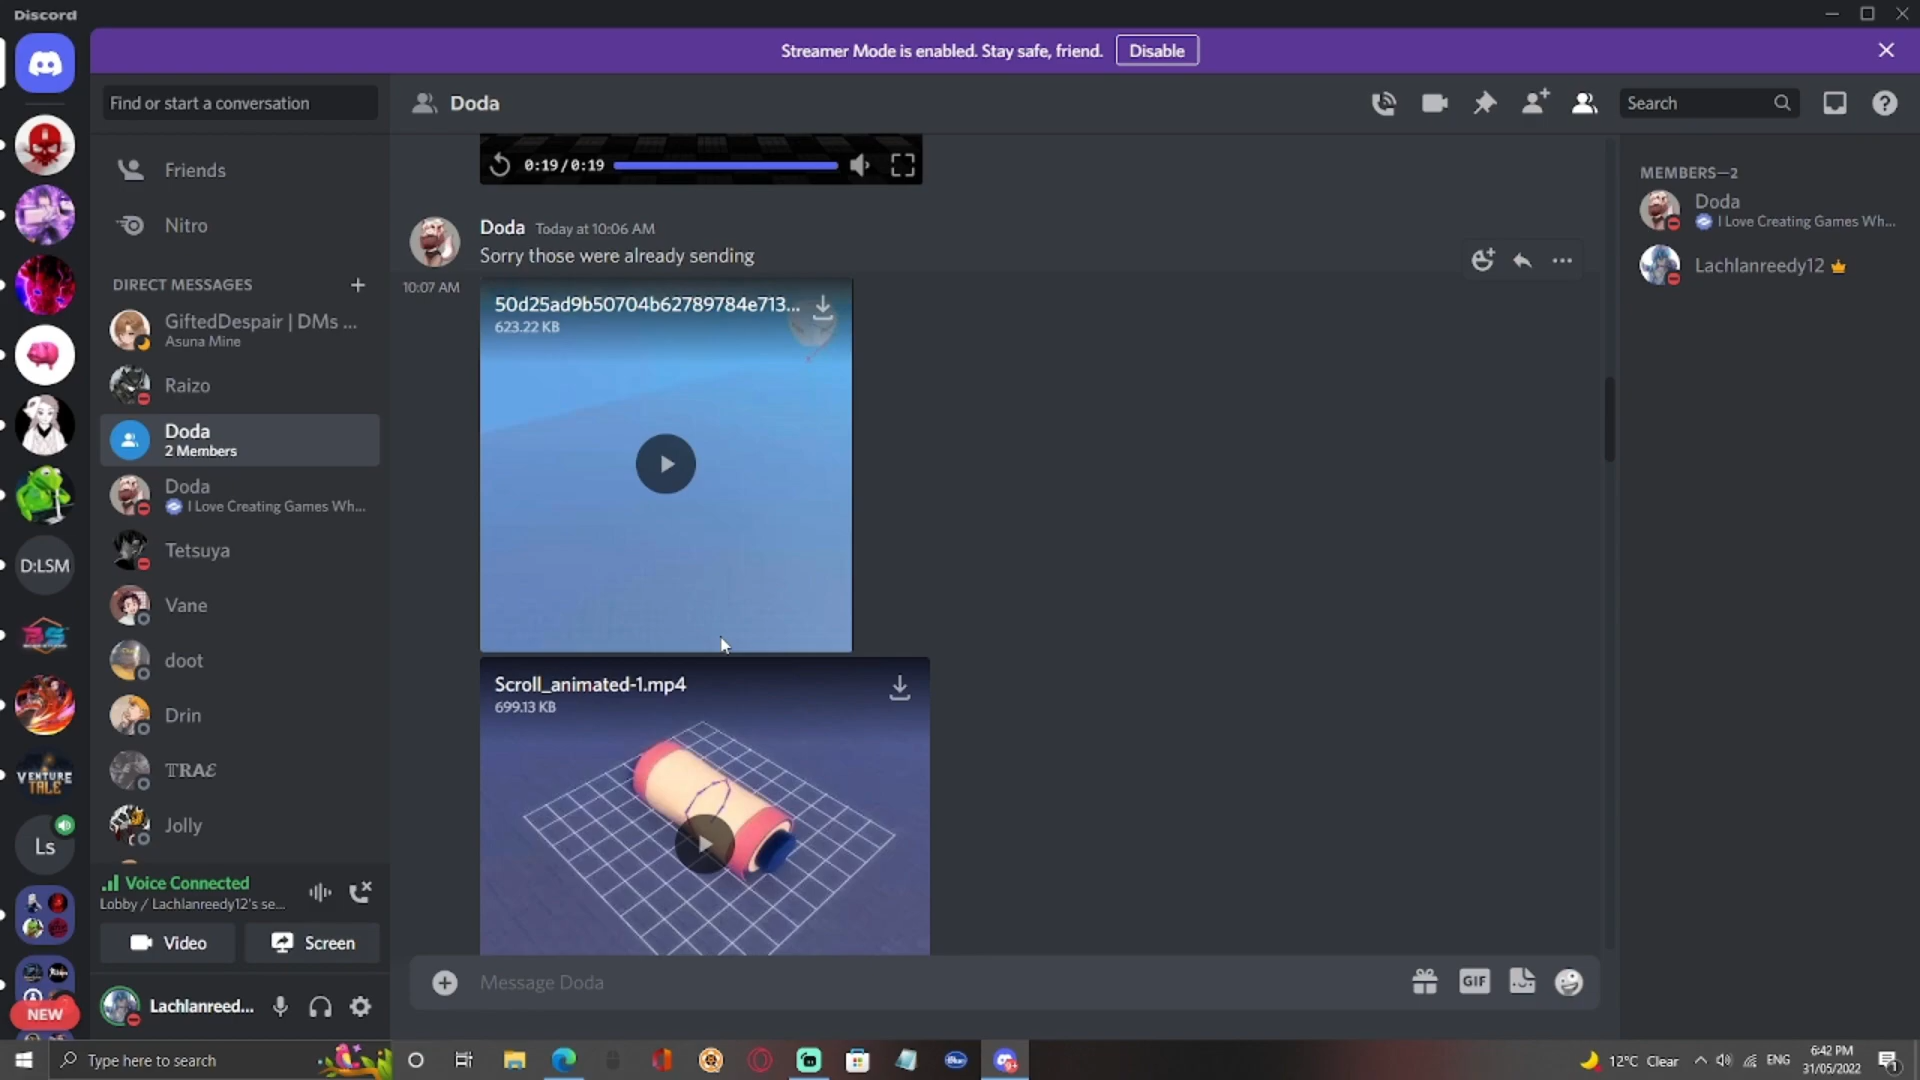 Discord
Streamer Mode is enabled. Stay safe, friend.
Disable
Find or start a conversation
Doda
Search
Friends
Nitro
DIRECT MESSAGES
GiftedDespair | DMs ...
Asuna Mine
Raizo
Doda
2 Members
Doda
I Love Creating Games Wh...
Tetsuya
Vane
doot
Drin
𝕋ℝ𝔸ℰ
Jolly
D:LSM
VENTURE
TALE
Ls
NEW
Voice Connected
Lobby / Lachlanreedy12's se...
Video
Screen
Lachlanreed...
0:19/0:19
Doda Today at 10:06 AM
Sorry those were already sending
10:07 AM
50d25ad9b50704b62789784e713...
623.22 KB
Scroll_animated-1.mp4
699.13 KB
Message Doda
GIF
MEMBERS—2
Doda
I Love Creating Games Wh...
Lachlanreedy12
Type here to search
12°C Clear
ENG
6:42 PM
31/05/2022
1